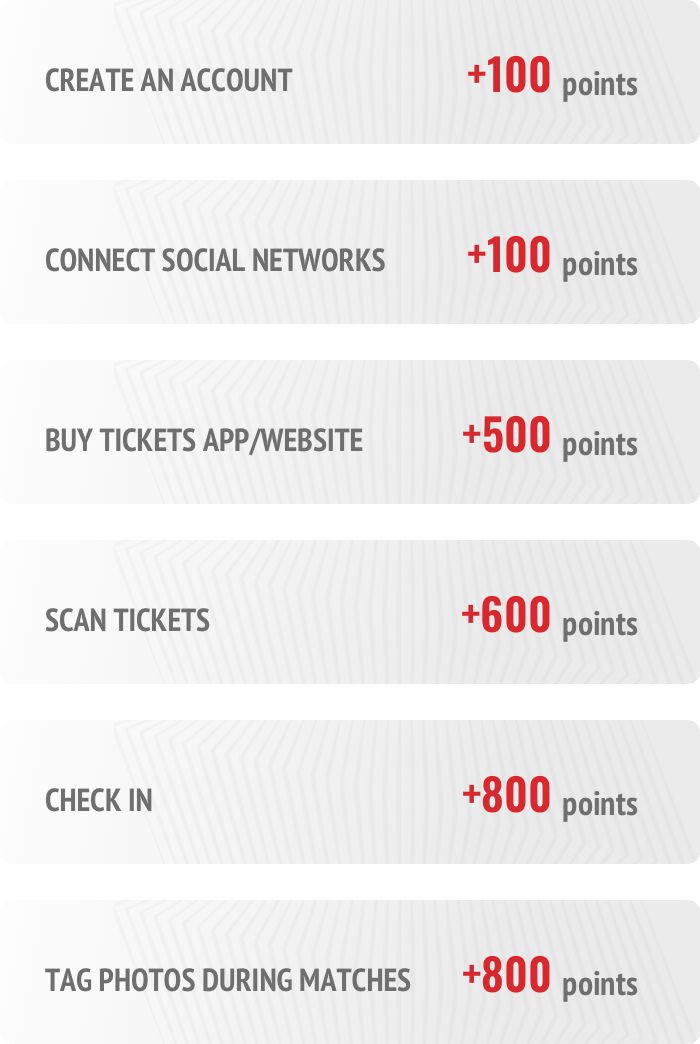 CREATE AN ACCOUNT +100 points
CONNECT SOCIAL NETWORKS +100 points
BUY TICKETS APP/WEBSITE +500 points
SCAN TICKETS +600 points
CHECK IN +800 points
TAG PHOTOS DURING MATCHES +800 points